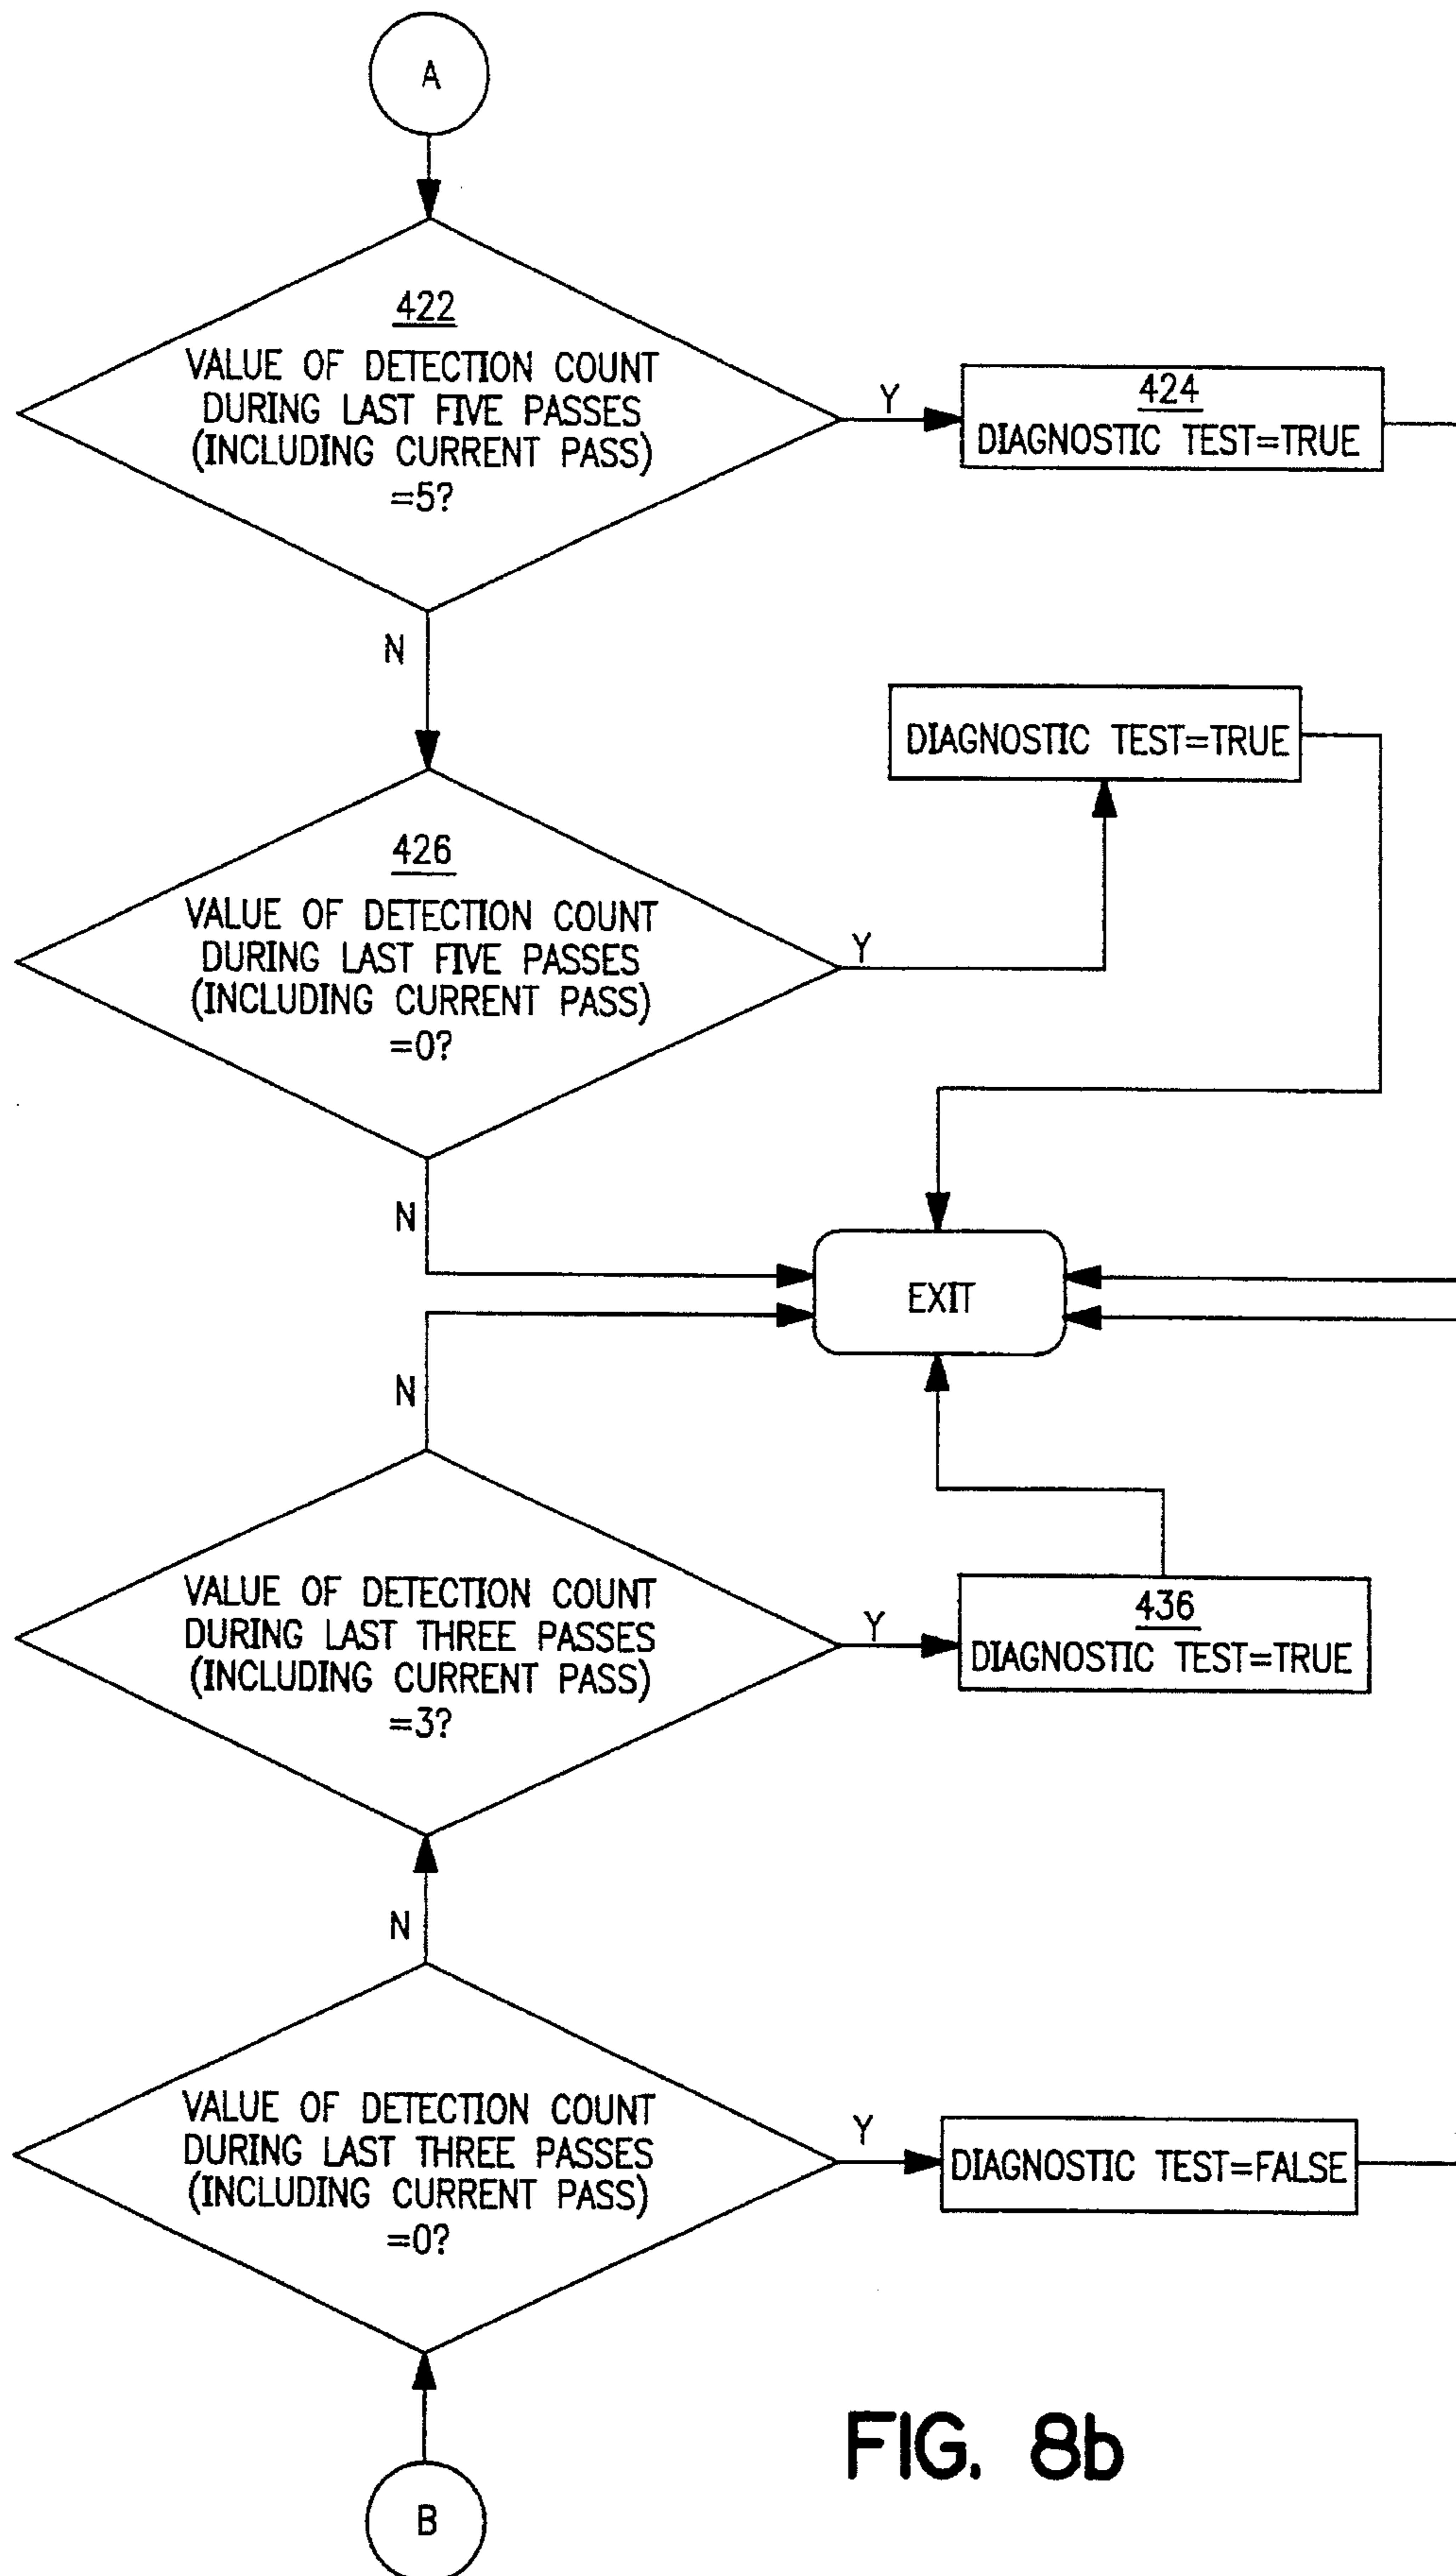 A
422
VALUE OF DETECTION COUNT
DURING LAST FIVE PASSES
(INCLUDING CURRENT PASS)
=5?
Y
424
DIAGNOSTIC TEST=TRUE
N
DIAGNOSTIC TEST=TRUE
426
VALUE OF DETECTION COUNT
DURING LAST FIVE PASSES
(INCLUDING CURRENT PASS)
=0?
Y
N
EXIT
N
VALUE OF DETECTION COUNT
DURING LAST THREE PASSES
(INCLUDING CURRENT PASS)
=3?
Y
436
DIAGNOSTIC TEST=TRUE
N
VALUE OF DETECTION COUNT
DURING LAST THREE PASSES
(INCLUDING CURRENT PASS)
=0?
Y
DIAGNOSTIC TEST=FALSE
B
FIG. 8b